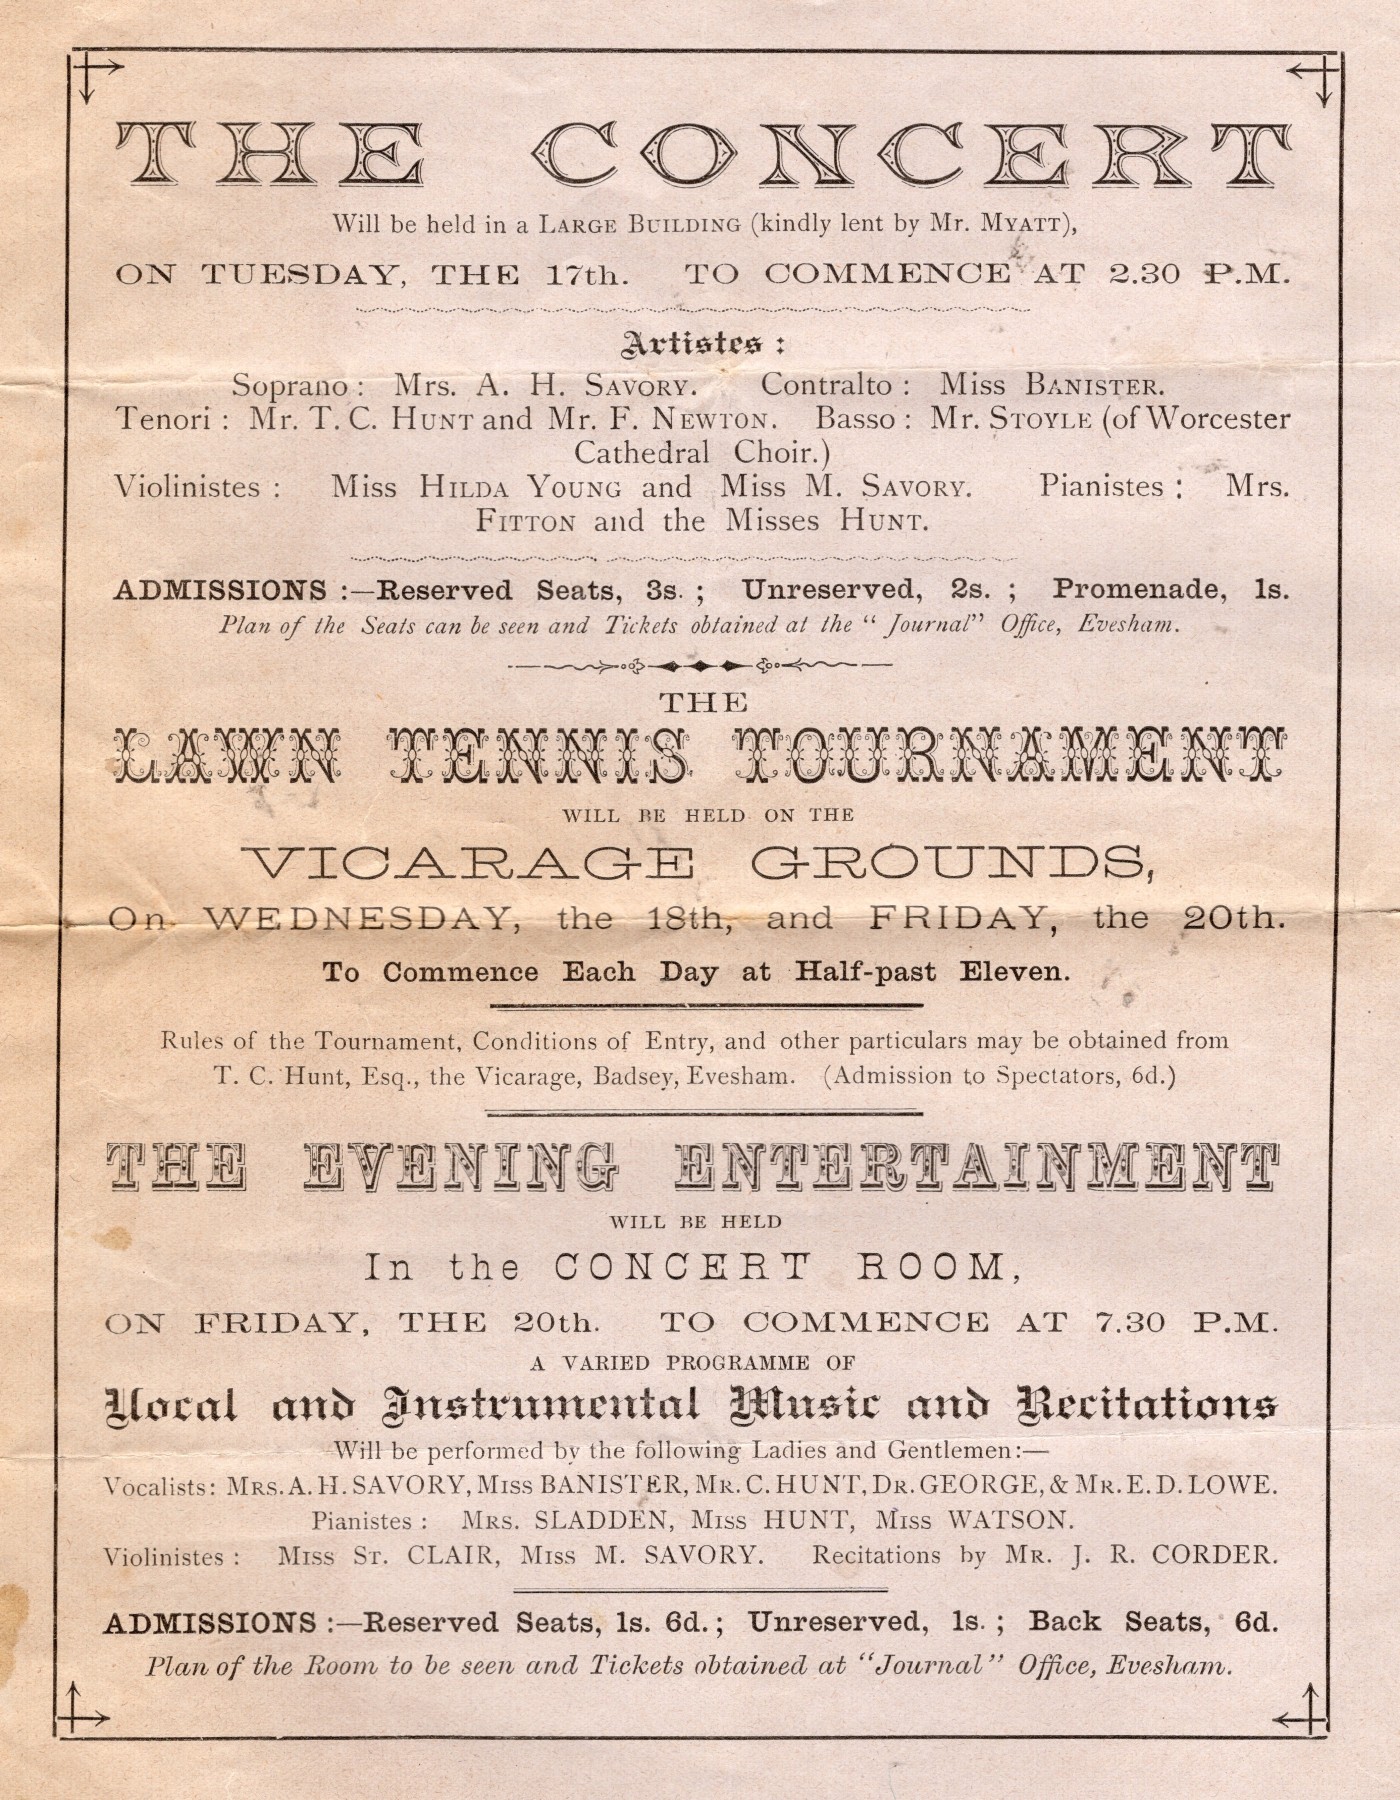 THE CONCERT
Will be held in a LARGE BUILDING (kindly lent by Mr. MYATT),
ON TUESDAY, THE 17th. TO COMMENCE AT 2.30 P.M.
Artistes :
Soprano : Mrs. A. H. SAVORY. Contralto : Miss BANISTER.
Tenori : Mr. T. C. HUNT and Mr. F. NEWTON. Basso : Mr. STOYLE (of Worcester
Cathedral Choir.)
Violinistes : Miss HILDA YOUNG and Miss M. SAVORY. Pianistes : Mrs.
FITTON and the Misses HUNT.
ADMISSIONS :—Reserved Seats, 3s. ; Unreserved, 2s. ; Promenade, 1s.
Plan of the Seats can be seen and Tickets obtained at the "Journal" Office, Evesham.
THE
LAWN TENNIS TOURNAMENT
WILL BE HELD ON THE
VICARAGE GROUNDS,
On WEDNESDAY, the 18th, and FRIDAY, the 20th.
To Commence Each Day at Half-past Eleven.
Rules of the Tournament, Conditions of Entry, and other particulars may be obtained from
T. C. Hunt, Esq., the Vicarage, Badsey, Evesham. (Admission to Spectators, 6d.)
THE EVENING ENTERTAINMENT
WILL BE HELD
In the CONCERT ROOM,
ON FRIDAY, THE 20th. TO COMMENCE AT 7.30 P.M.
A VARIED PROGRAMME OF
Vocal and Instrumental Music and Recitations
Will be performed by the following Ladies and Gentlemen:—
Vocalists: MRS. A. H. SAVORY, MISS BANISTER, MR. C. HUNT, DR. GEORGE, & MR. E. D. LOWE.
Pianistes : MRS. SLADDEN, MISS HUNT, MISS WATSON.
Violinistes : MISS ST. CLAIR, MISS M. SAVORY. Recitations by MR. J. R. CORDER.
ADMISSIONS :—Reserved Seats, 1s. 6d. ; Unreserved, 1s. ; Back Seats, 6d.
Plan of the Room to be seen and Tickets obtained at "Journal" Office, Evesham.